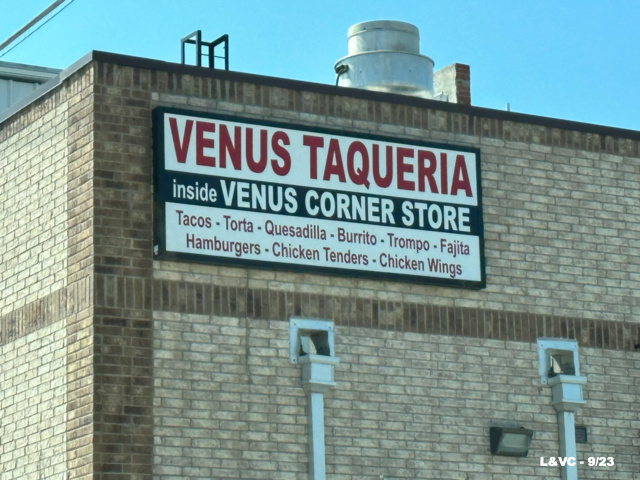 VENUS TAQUERIA
inside VENUS CORNER STORE
Tacos - Torta - Quesadilla - Burrito - Trompo - Fajita
Hamburgers - Chicken Tenders - Chicken Wings
L&VC - 9/23